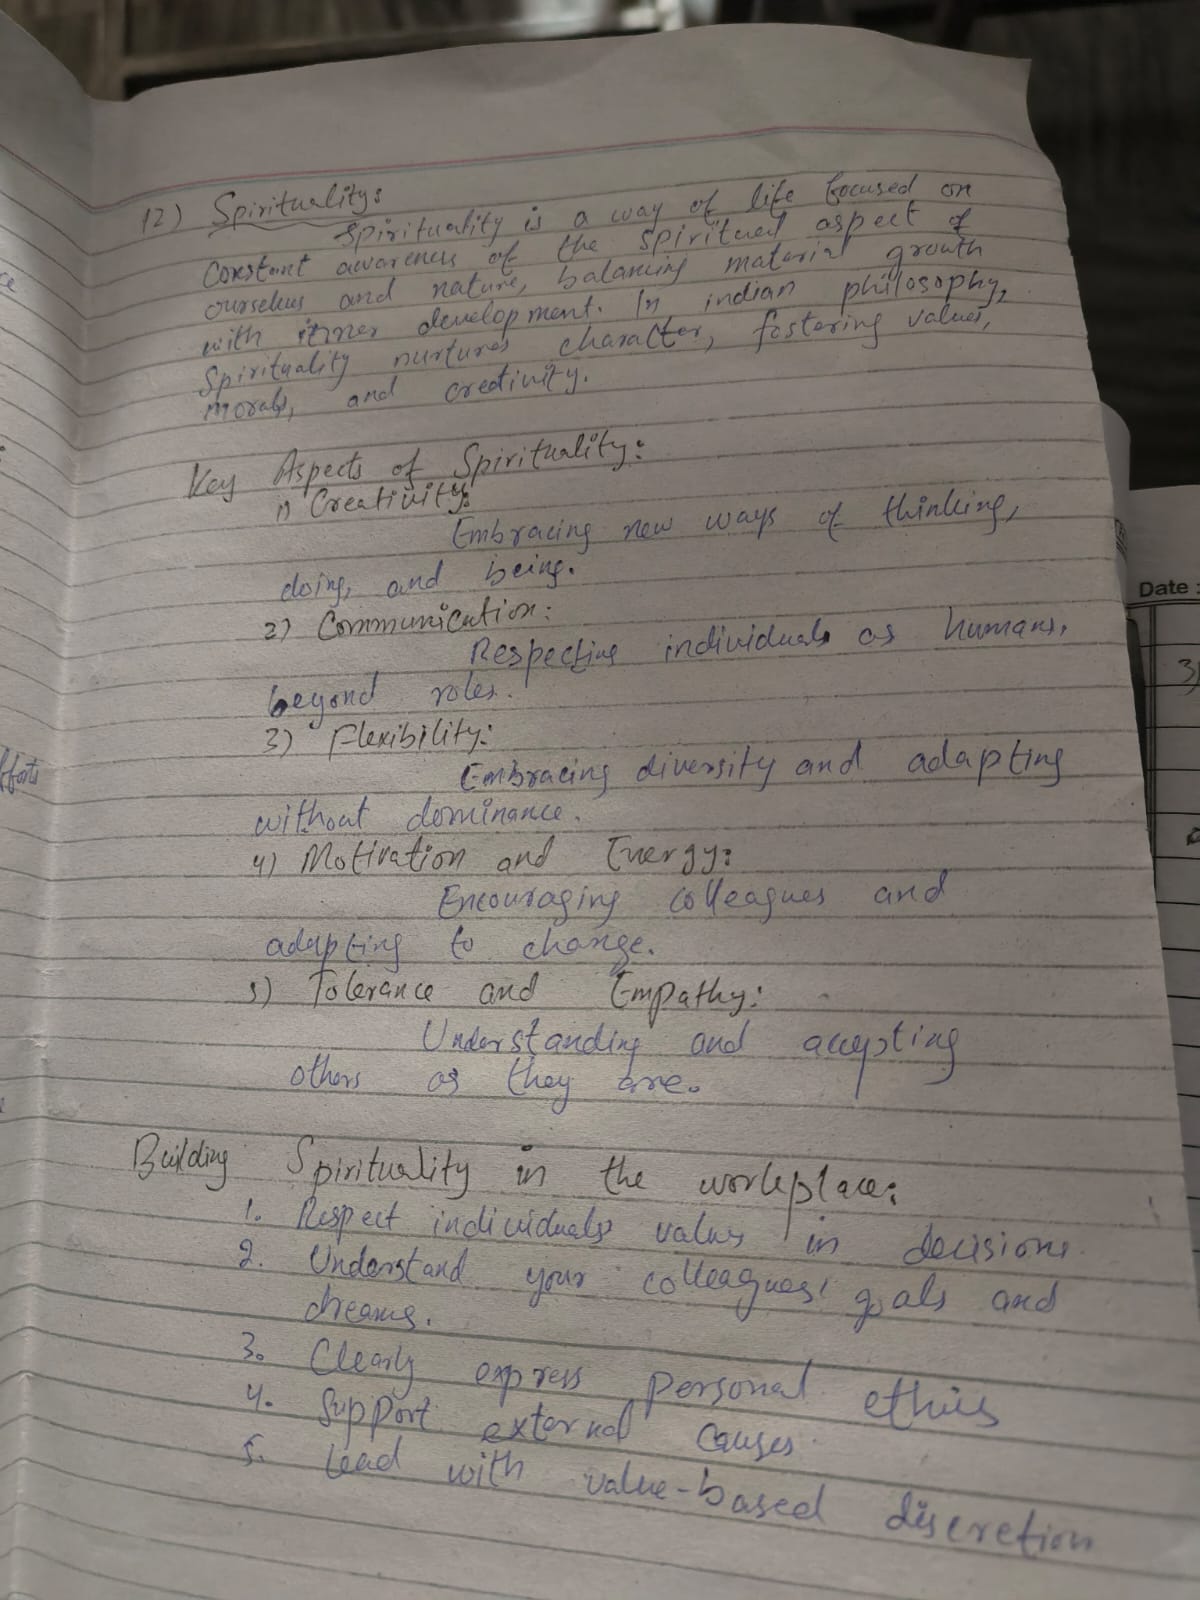 12) Spirituality:
Spirituality is a way of life focused on
constant awareness of the spiritual aspect of
ourselves and nature, balancing material growth
with inner development. In indian philosophy,
Spirituality nurtures character, fostering values,
morals, and creativity.
Key Aspects of Spirituality:
1) Creativity:
Embracing new ways of thinking,
doing, and being.
2) Communication:
Respecting individuals as humans,
beyond roles.
3) Flexibility:
Embracing diversity and adapting
without dominance.
4) Motivation and Energy:
Encouraging colleagues and
adapting to change.
5) Tolerance and Empathy:
Understanding and accepting
others as they are.
Building Spirituality in the workplace:
1. Respect individuals values in decisions.
2. Understand your colleagues' goals and
dreams.
3. Clearly express personal ethics
4. Support external causes.
5. Lead with value-based discretion
Date :
3)